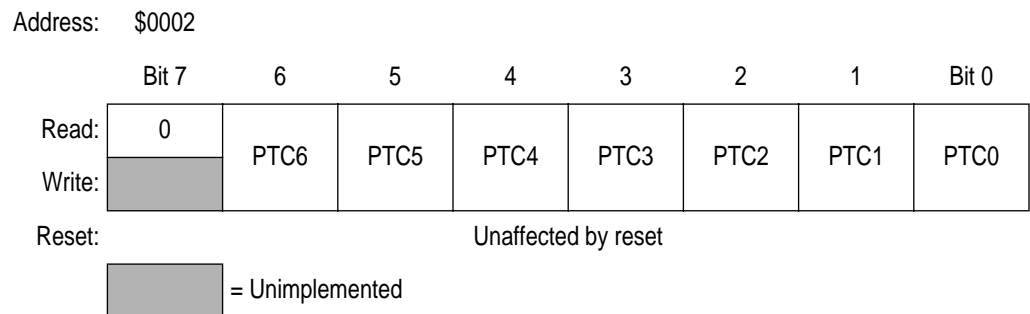 Address: $0002
Bit 7 6 5 4 3 2 1 Bit 0
Read: 0 PTC6 PTC5 PTC4 PTC3 PTC2 PTC1 PTC0
Write:
Reset: Unaffected by reset
= Unimplemented